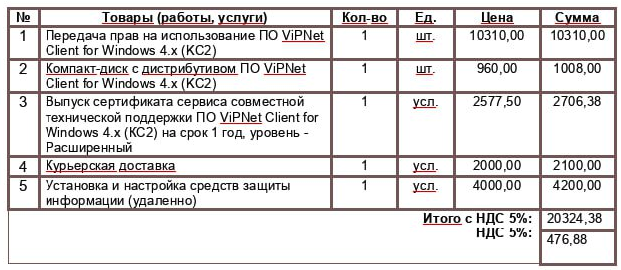 № Товары (работы, услуги) Кол-во Ед. Цена Сумма
1 Передача прав на использование ПО ViPNet 1 шт. 10310,00 10310,00
Client for Windows 4.x (КС2)
2 Компакт-диск с дистрибутивом ПО ViPNet 1 шт. 960,00 1008,00
Client for Windows 4.x (КС2)
3 Выпуск сертификата сервиса совместной 1 усл. 2577,50 2706,38
технической поддержки ПО ViPNet Client for
Windows 4.x (КС2) на срок 1 год, уровень -
Расширенный
4 Курьерская доставка 1 усл. 2000,00 2100,00
5 Установка и настройка средств защиты 1 усл. 4000,00 4200,00
информации (удаленно)
Итого с НДС 5%: 20324,38
НДС 5%: 476,88